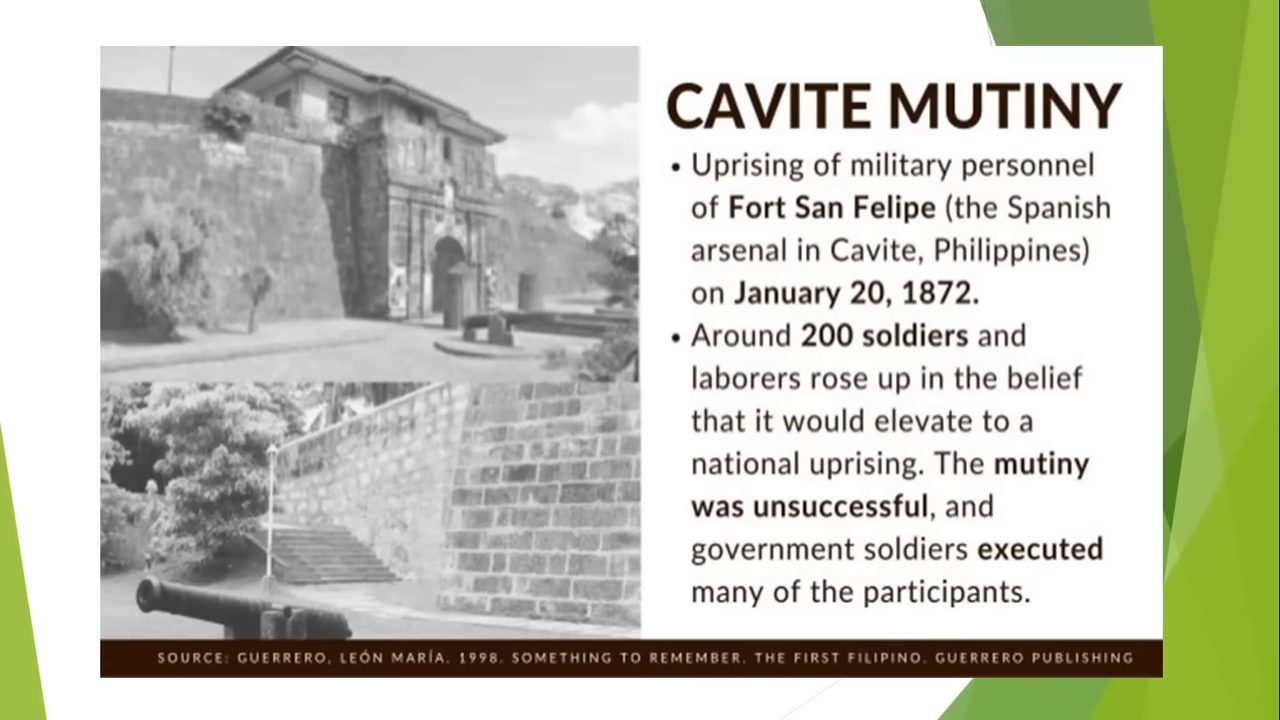 CAVITE MUTINY
• Uprising of military personnel
of Fort San Felipe (the Spanish
arsenal in Cavite, Philippines)
on January 20, 1872.
• Around 200 soldiers and
laborers rose up in the belief
that it would elevate to a
national uprising. The mutiny
was unsuccessful, and
government soldiers executed
many of the participants.
SOURCE: GUERRERO, LEÓN MARÍA. 1998. SOMETHING TO REMEMBER. THE FIRST FILIPINO. GUERRERO PUBLISHING